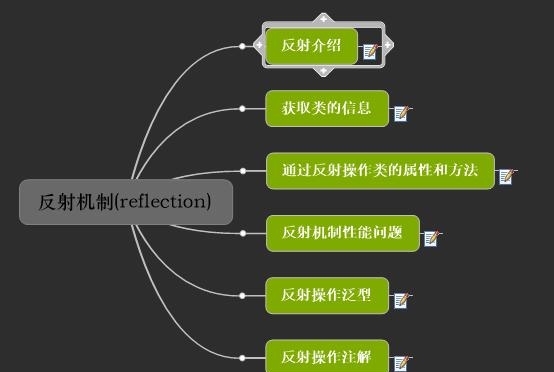 反射介绍
获取类的信息
通过反射操作类的属性和方法
反射机制(reflection)
反射机制性能问题
反射操作泛型
反射操作注解